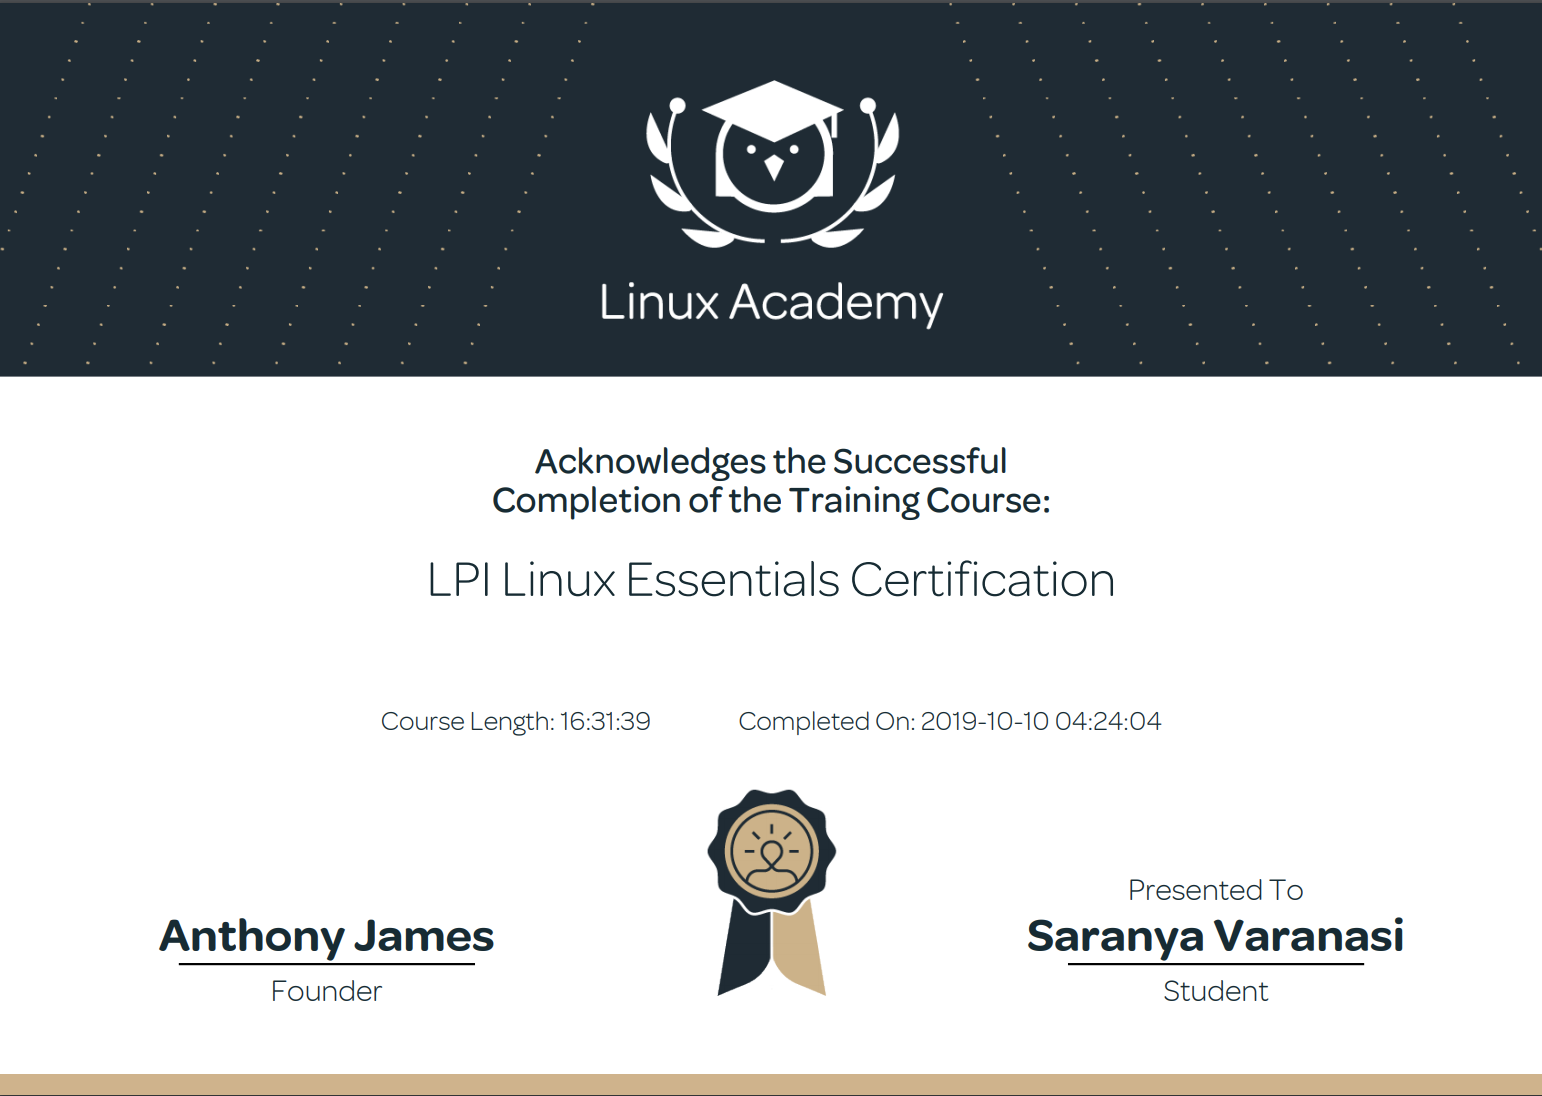 Linux Academy
Acknowledges the Successful
Completion of the Training Course:
LPI Linux Essentials Certification
Course Length: 16:31:39
Completed On: 2019-10-10 04:24:04
Anthony James
Founder
Presented To
Saranya Varanasi
Student